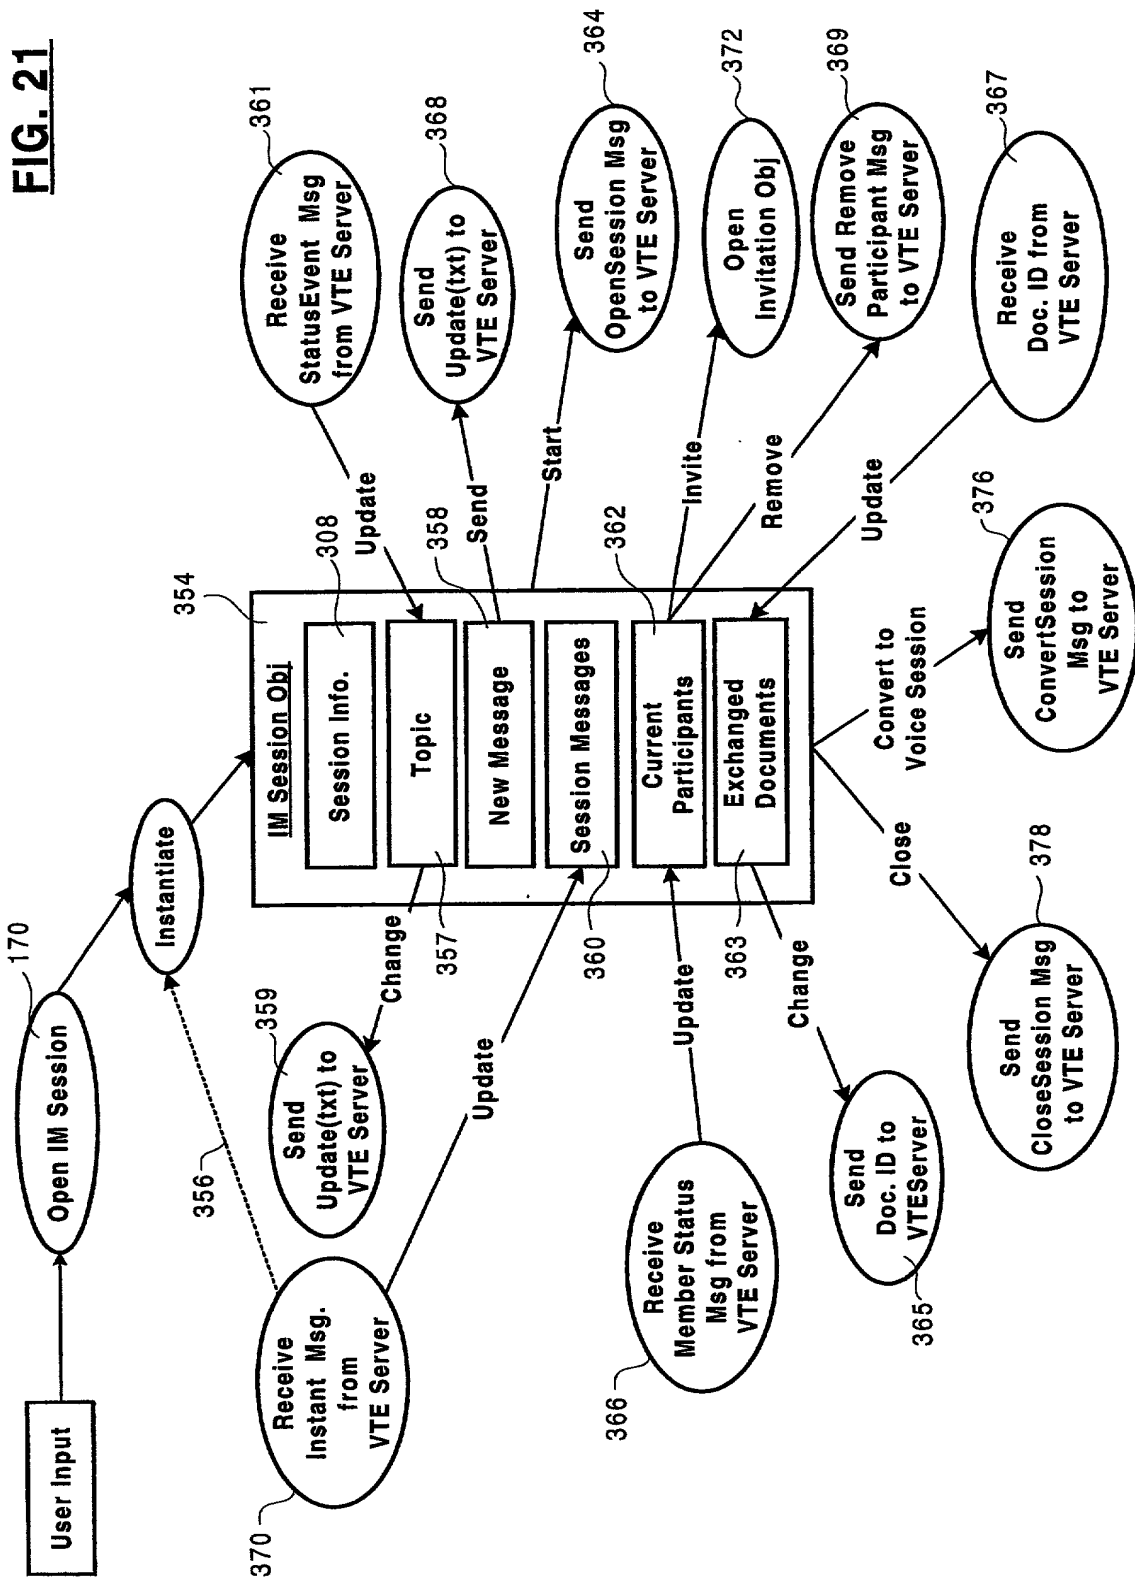 FIG. 21
User Input
Open IM Session
170
Instantiate
356
354
IM Session Obj
Session Info.
308
Topic
357
New Message
358
Session Messages
360
Current
Participants
362
Exchanged
Documents
363
Receive
StatusEvent Msg
from VTE Server
361
Update
Send
Update(txt) to
VTE Server
368
Send
Send
OpenSession Msg
to VTE Server
364
Start
Open
Invitation Obj
372
Invite
Send Remove
Participant Msg
to VTE Server
369
Remove
Receive
Doc. ID from
VTE Server
367
Update
Send
ConvertSession
Msg to
VTE Server
376
Convert to
Voice Session
Send
CloseSession Msg
to VTE Server
378
Close
Send
Doc. ID to
VTEServer
365
Change
Receive
Member Status
Msg from
VTE Server
366
Update
Receive
Instant Msg.
from
VTE Server
370
Update
Send
Update(txt) to
VTE Server
359
Change